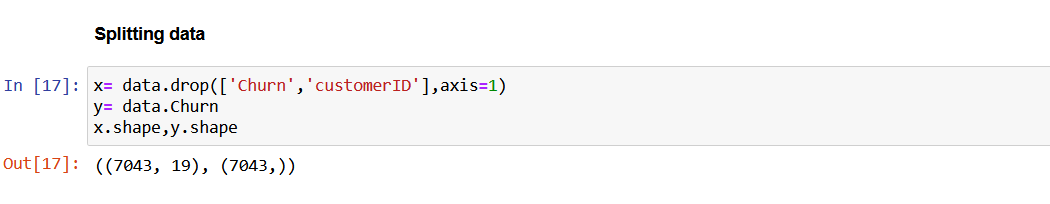 Splitting data
In [17]: x= data.drop(['Churn','customerID'],axis=1)
y= data.Churn
x.shape,y.shape
Out[17]: ((7043, 19), (7043,))